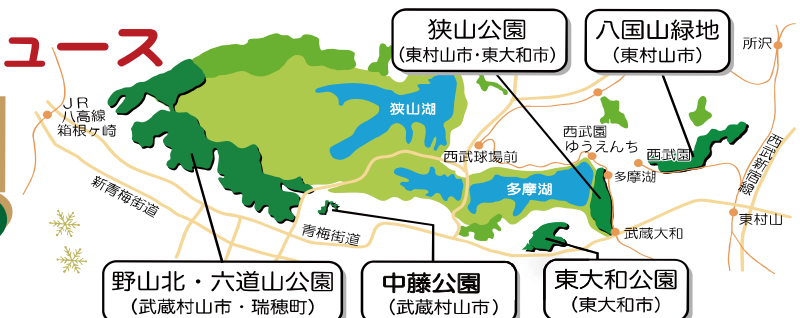 ュース
狭山公園
（東村山市・東大和市）
八国山緑地
（東村山市）
所沢
ＪＲ
八高線
箱根ヶ崎
狭山湖
西武球場前
西武園
ゆうえんち
西武園
西武新宿線
多摩湖
多摩湖
新青梅街道
青梅街道
武蔵大和
東村山
野山北・六道山公園
（武蔵村山市・瑞穂町）
中藤公園
（武蔵村山市）
東大和公園
（東大和市）